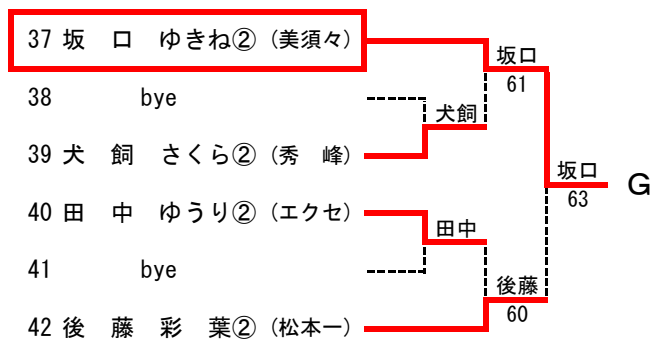 37 坂 口 ゆきね② (美須々)
坂口
61
38 bye
犬飼
39 犬 飼 さくら② (秀 峰)
坂口
63
G
40 田 中 ゆうり② (エクセ)
田中
41 bye
後藤
60
42 後 藤 彩 葉② (松本一)